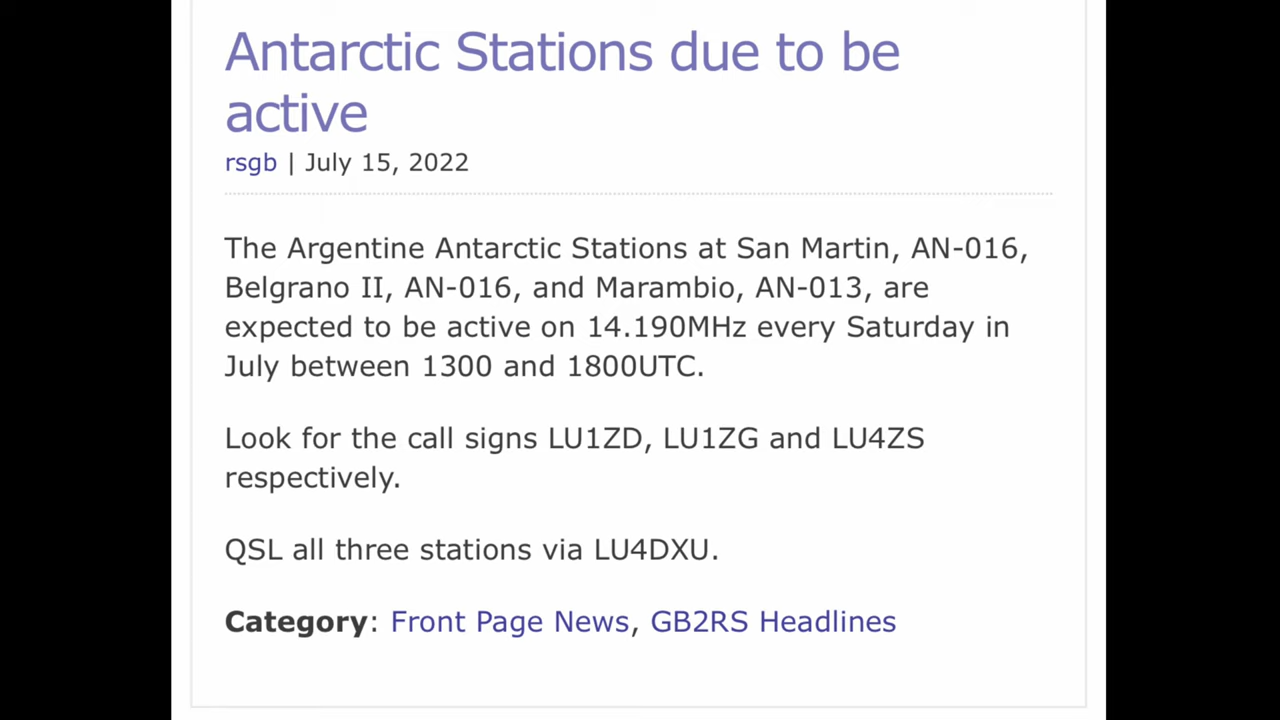 Antarctic Stations due to be
active
rsgb | July 15, 2022
The Argentine Antarctic Stations at San Martin, AN-016,
Belgrano II, AN-016, and Marambio, AN-013, are
expected to be active on 14.190MHz every Saturday in
July between 1300 and 1800UTC.
Look for the call signs LU1ZD, LU1ZG and LU4ZS
respectively.
QSL all three stations via LU4DXU.
Category: Front Page News, GB2RS Headlines